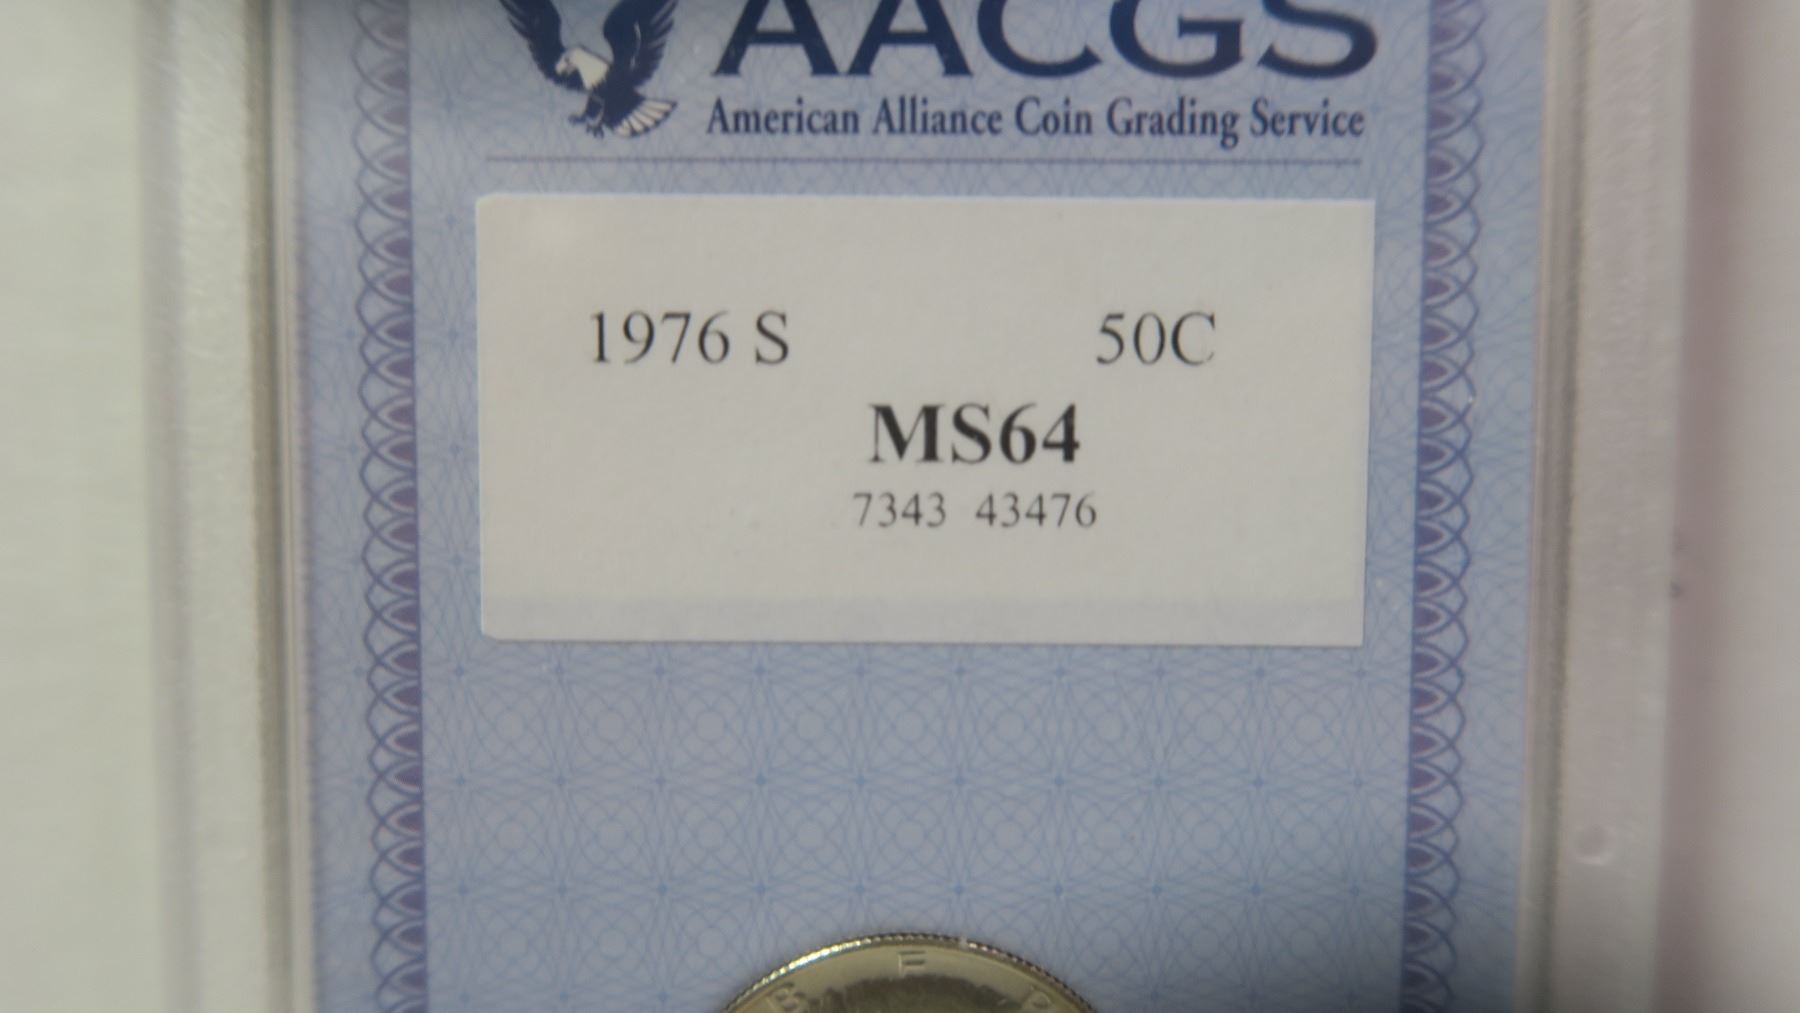 AACGS
American Alliance Coin Grading Service
1976 S 50C
MS64
7343 43476